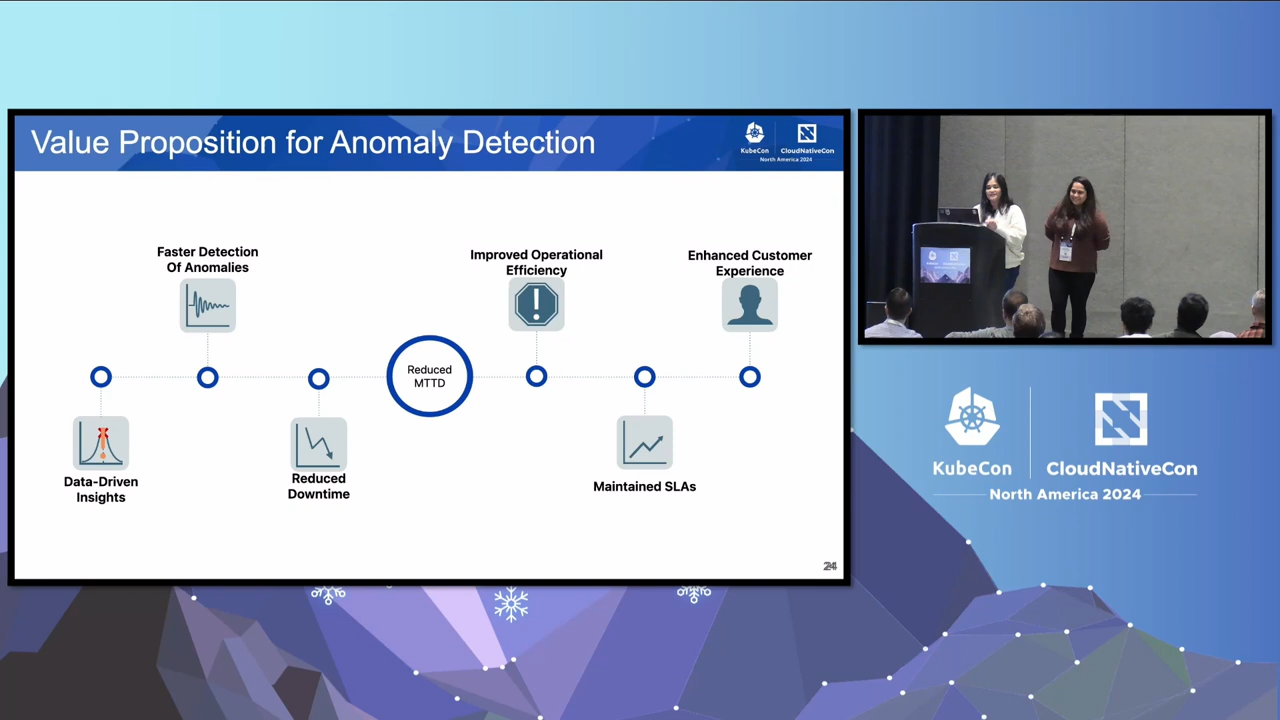 Value Proposition for Anomaly Detection
KubeCon
CloudNativeCon
North America 2024
Faster Detection
Of Anomalies
Improved Operational
Efficiency
Enhanced Customer
Experience
Reduced
MTTD
Data-Driven
Insights
Reduced
Downtime
Maintained SLAs
24
KubeCon
CloudNativeCon
North America 2024